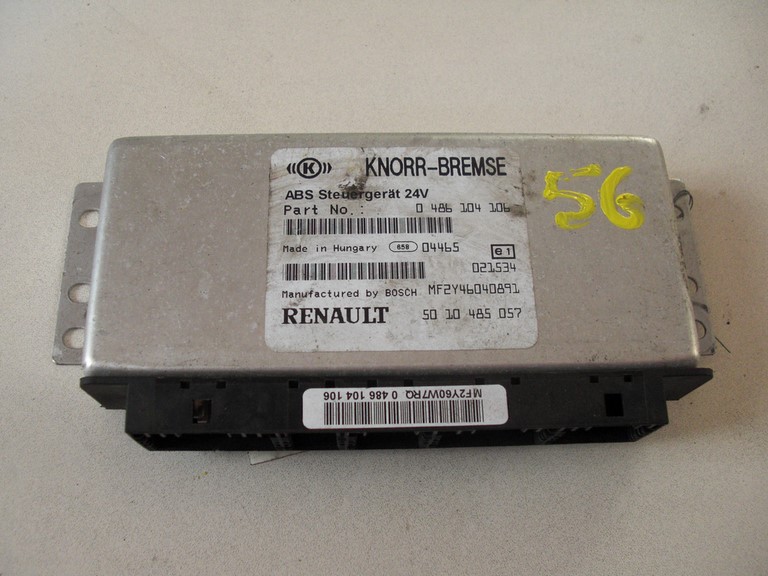 ((K)) KNORR-BREMSE
ABS Steuergerät 24V
Part No.: 0 486 104 106
Made in Hungary 658 04465 e1
021534
Manufactured by BOSCH MF2Y46040891
RENAULT 50 10 485 057
56
MF2Y60W7RQ 0 486 104 106